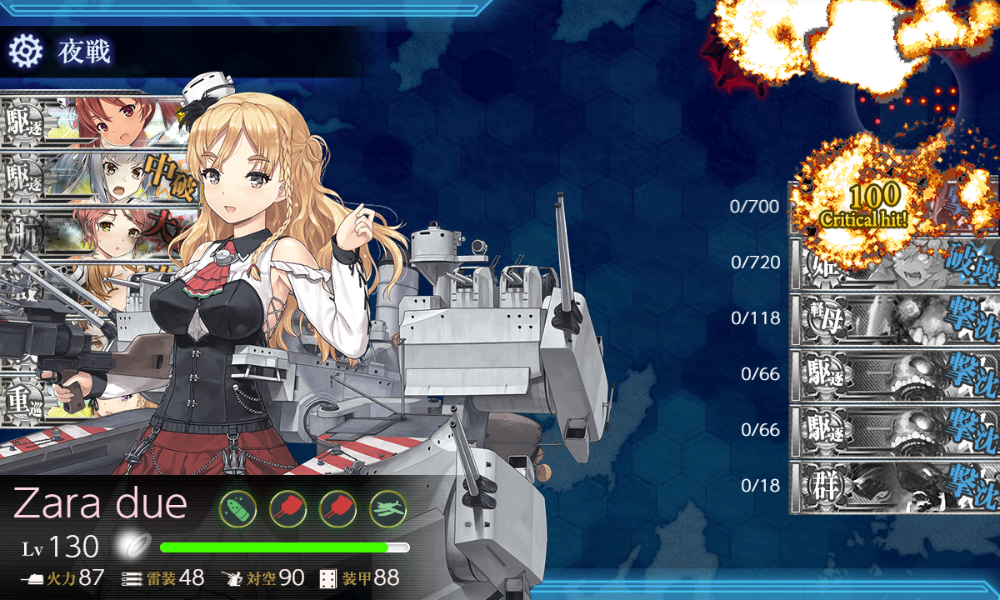 夜戦
駆逐
駆逐 中破
航 大
重巡
100
Critical hit!
0/700
0/720 姫 破壊
0/118 軽母 撃沈
0/66 駆逐 撃沈
0/66 駆逐 撃沈
0/18 群 撃沈
Zara due
Lv 130
火力 87 雷装 48 対空 90 装甲 88